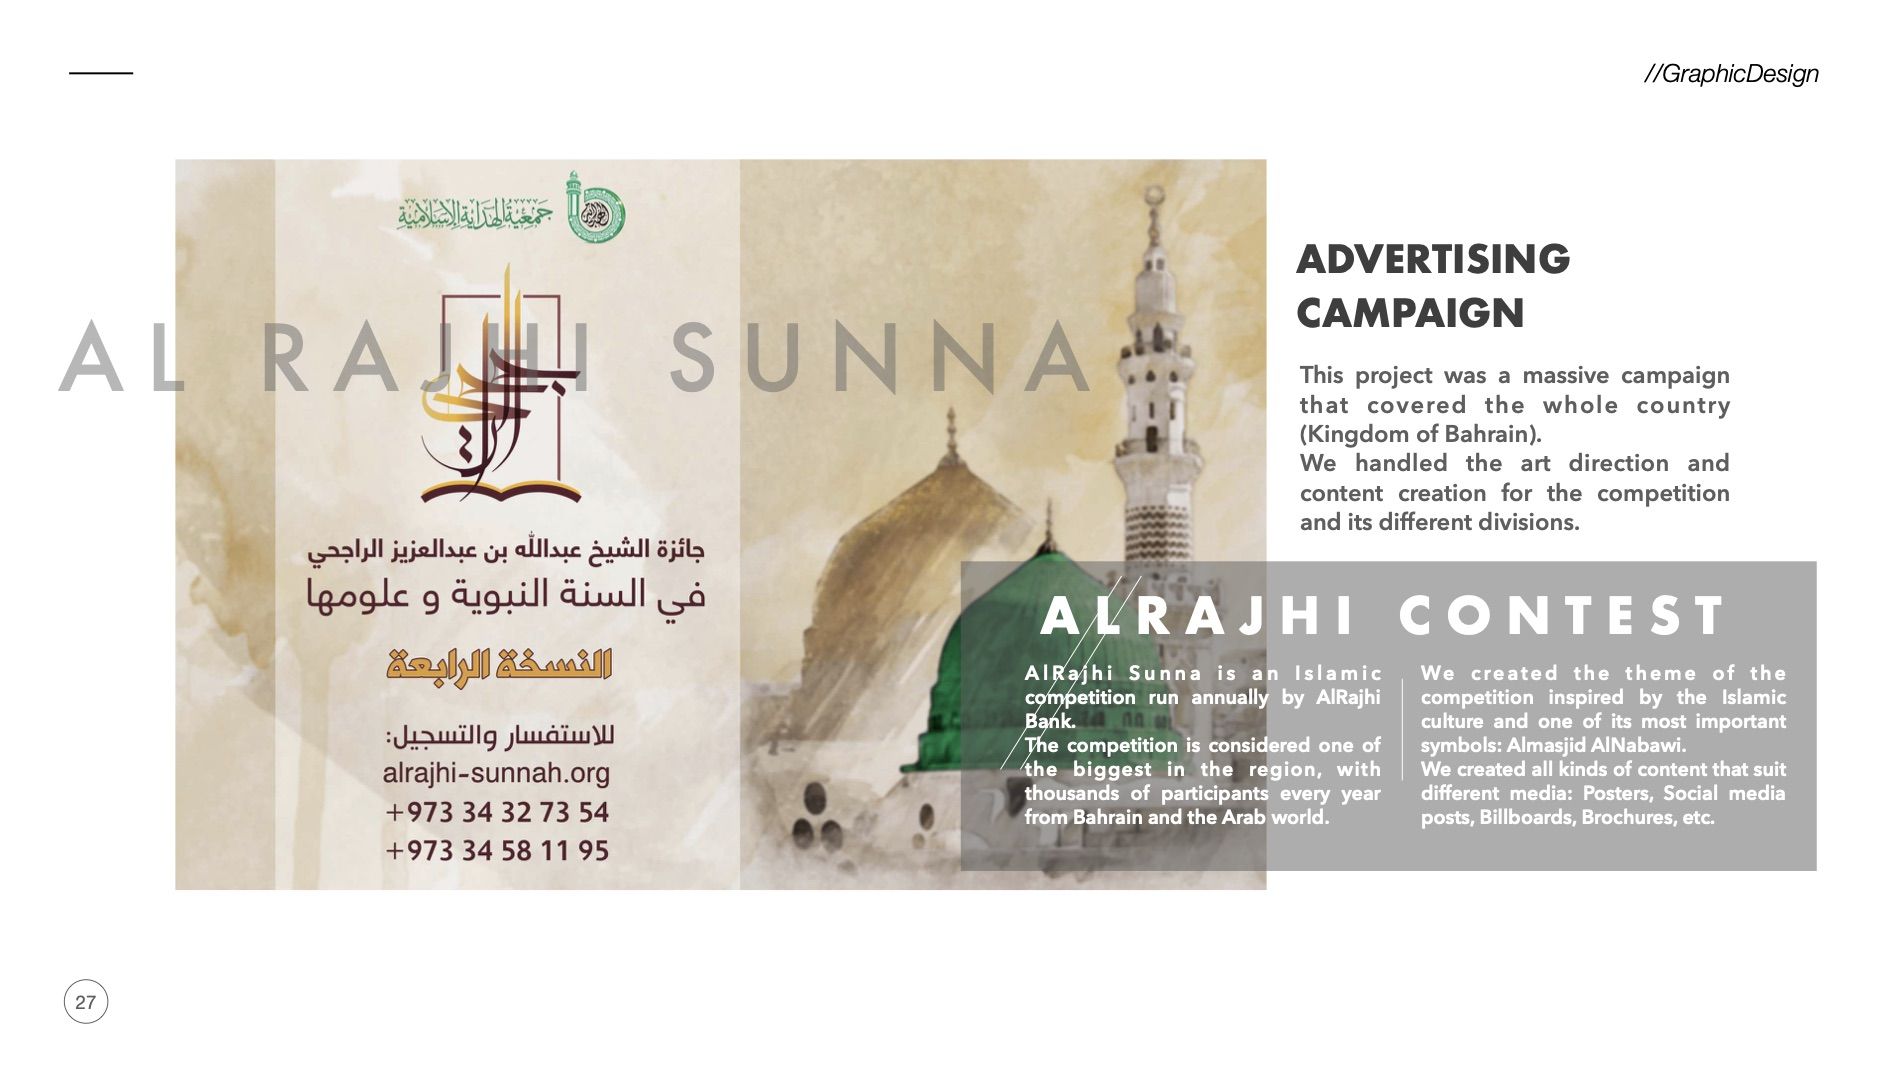 //GraphicDesign
جمعية الهداية الإسلامية
AL RAJHI SUNNA
الراجحي
جائزة الشيخ عبدالله بن عبدالعزيز الراجحي
في السنة النبوية و علومها
النسخة الرابعة
للاستفسار والتسجيل:
alrajhi-sunnah.org
+973 34 32 73 54
+973 34 58 11 95
ADVERTISING
CAMPAIGN
This project was a massive campaign
that covered the whole country
(Kingdom of Bahrain).
We handled the art direction and
content creation for the competition
and its different divisions.
ALRAJHI CONTEST
AlRajhi Sunna is an Islamic
competition run annually by AlRajhi
Bank.
The competition is considered one of
the biggest in the region, with
thousands of participants every year
from Bahrain and the Arab world.
We created the theme of the
competition inspired by the Islamic
culture and one of its most important
symbols: Almasjid AlNabawi.
We created all kinds of content that suit
different media: Posters, Social media
posts, Billboards, Brochures, etc.
27